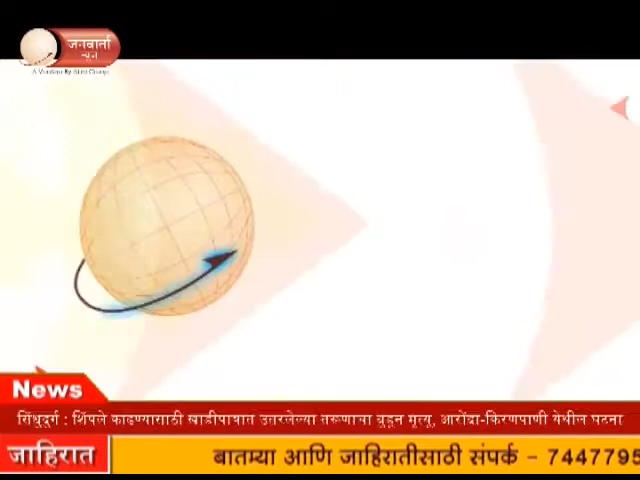 जनवार्ता
न्यूज
News
सिंधुदुर्ग : शिंपले काढण्यासाठी खाडीपात्रात उतरलेल्या तरूणाचा बुडून मृत्यू, आरोंदा-किरणपाणी येथील घटना
जाहिरात
बातम्या आणि जाहिरातीसाठी संपर्क - 7447795